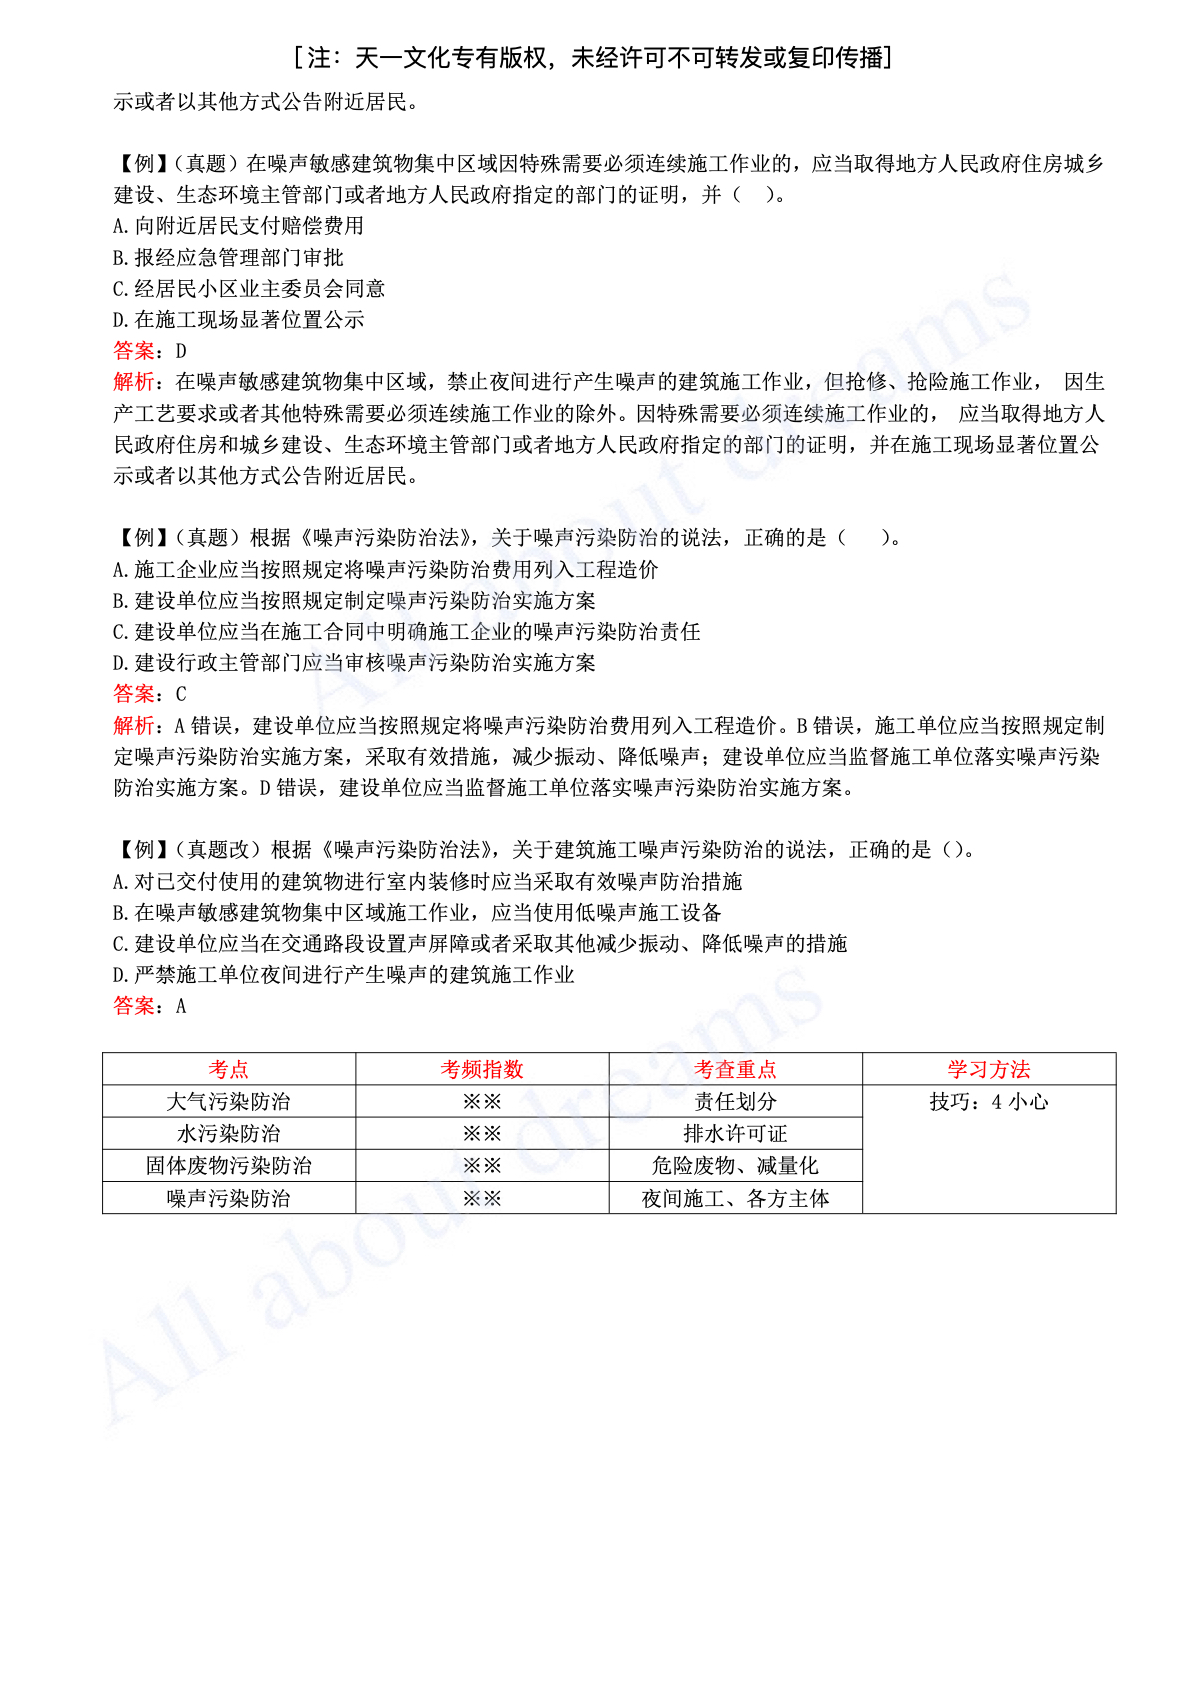 [注：天一文化专有版权，未经许可不可转发或复印传播]
示或者以其他方式公告附近居民。
【例】（真题）在噪声敏感建筑物集中区域因特殊需要必须连续施工作业的，应当取得地方人民政府住房城乡
建设、生态环境主管部门或者地方人民政府指定的部门的证明，并（ ）。
A.向附近居民支付赔偿费用
B.报经应急管理部门审批
C.经居民小区业主委员会同意
D.在施工现场显著位置公示
答案：D
解析：在噪声敏感建筑物集中区域，禁止夜间进行产生噪声的建筑施工作业，但抢修、抢险施工作业， 因生
产工艺要求或者其他特殊需要必须连续施工作业的除外。因特殊需要必须连续施工作业的， 应当取得地方人
民政府住房和城乡建设、生态环境主管部门或者地方人民政府指定的部门的证明，并在施工现场显著位置公
示或者以其他方式公告附近居民。
【例】（真题）根据《噪声污染防治法》，关于噪声污染防治的说法，正确的是（ ）。
A.施工企业应当按照规定将噪声污染防治费用列入工程造价
B.建设单位应当按照规定制定噪声污染防治实施方案
C.建设单位应当在施工合同中明确施工企业的噪声污染防治责任
D.建设行政主管部门应当审核噪声污染防治实施方案
答案：C
解析：A 错误，建设单位应当按照规定将噪声污染防治费用列入工程造价。B 错误，施工单位应当按照规定制
定噪声污染防治实施方案，采取有效措施，减少振动、降低噪声；建设单位应当监督施工单位落实噪声污染
防治实施方案。D 错误，建设单位应当监督施工单位落实噪声污染防治实施方案。
【例】（真题改）根据《噪声污染防治法》，关于建筑施工噪声污染防治的说法，正确的是（）。
A.对已交付使用的建筑物进行室内装修时应当采取有效噪声防治措施
B.在噪声敏感建筑物集中区域施工作业，应当使用低噪声施工设备
C.建设单位应当在交通路段设置声屏障或者采取其他减少振动、降低噪声的措施
D.严禁施工单位夜间进行产生噪声的建筑施工作业
答案：A
考点 考频指数 考查重点 学习方法
大气污染防治 ※※ 责任划分 技巧：4 小心
水污染防治 ※※ 排水许可证
固体废物污染防治 ※※ 危险废物、减量化
噪声污染防治 ※※ 夜间施工、各方主体
All about dreams
All about dreams